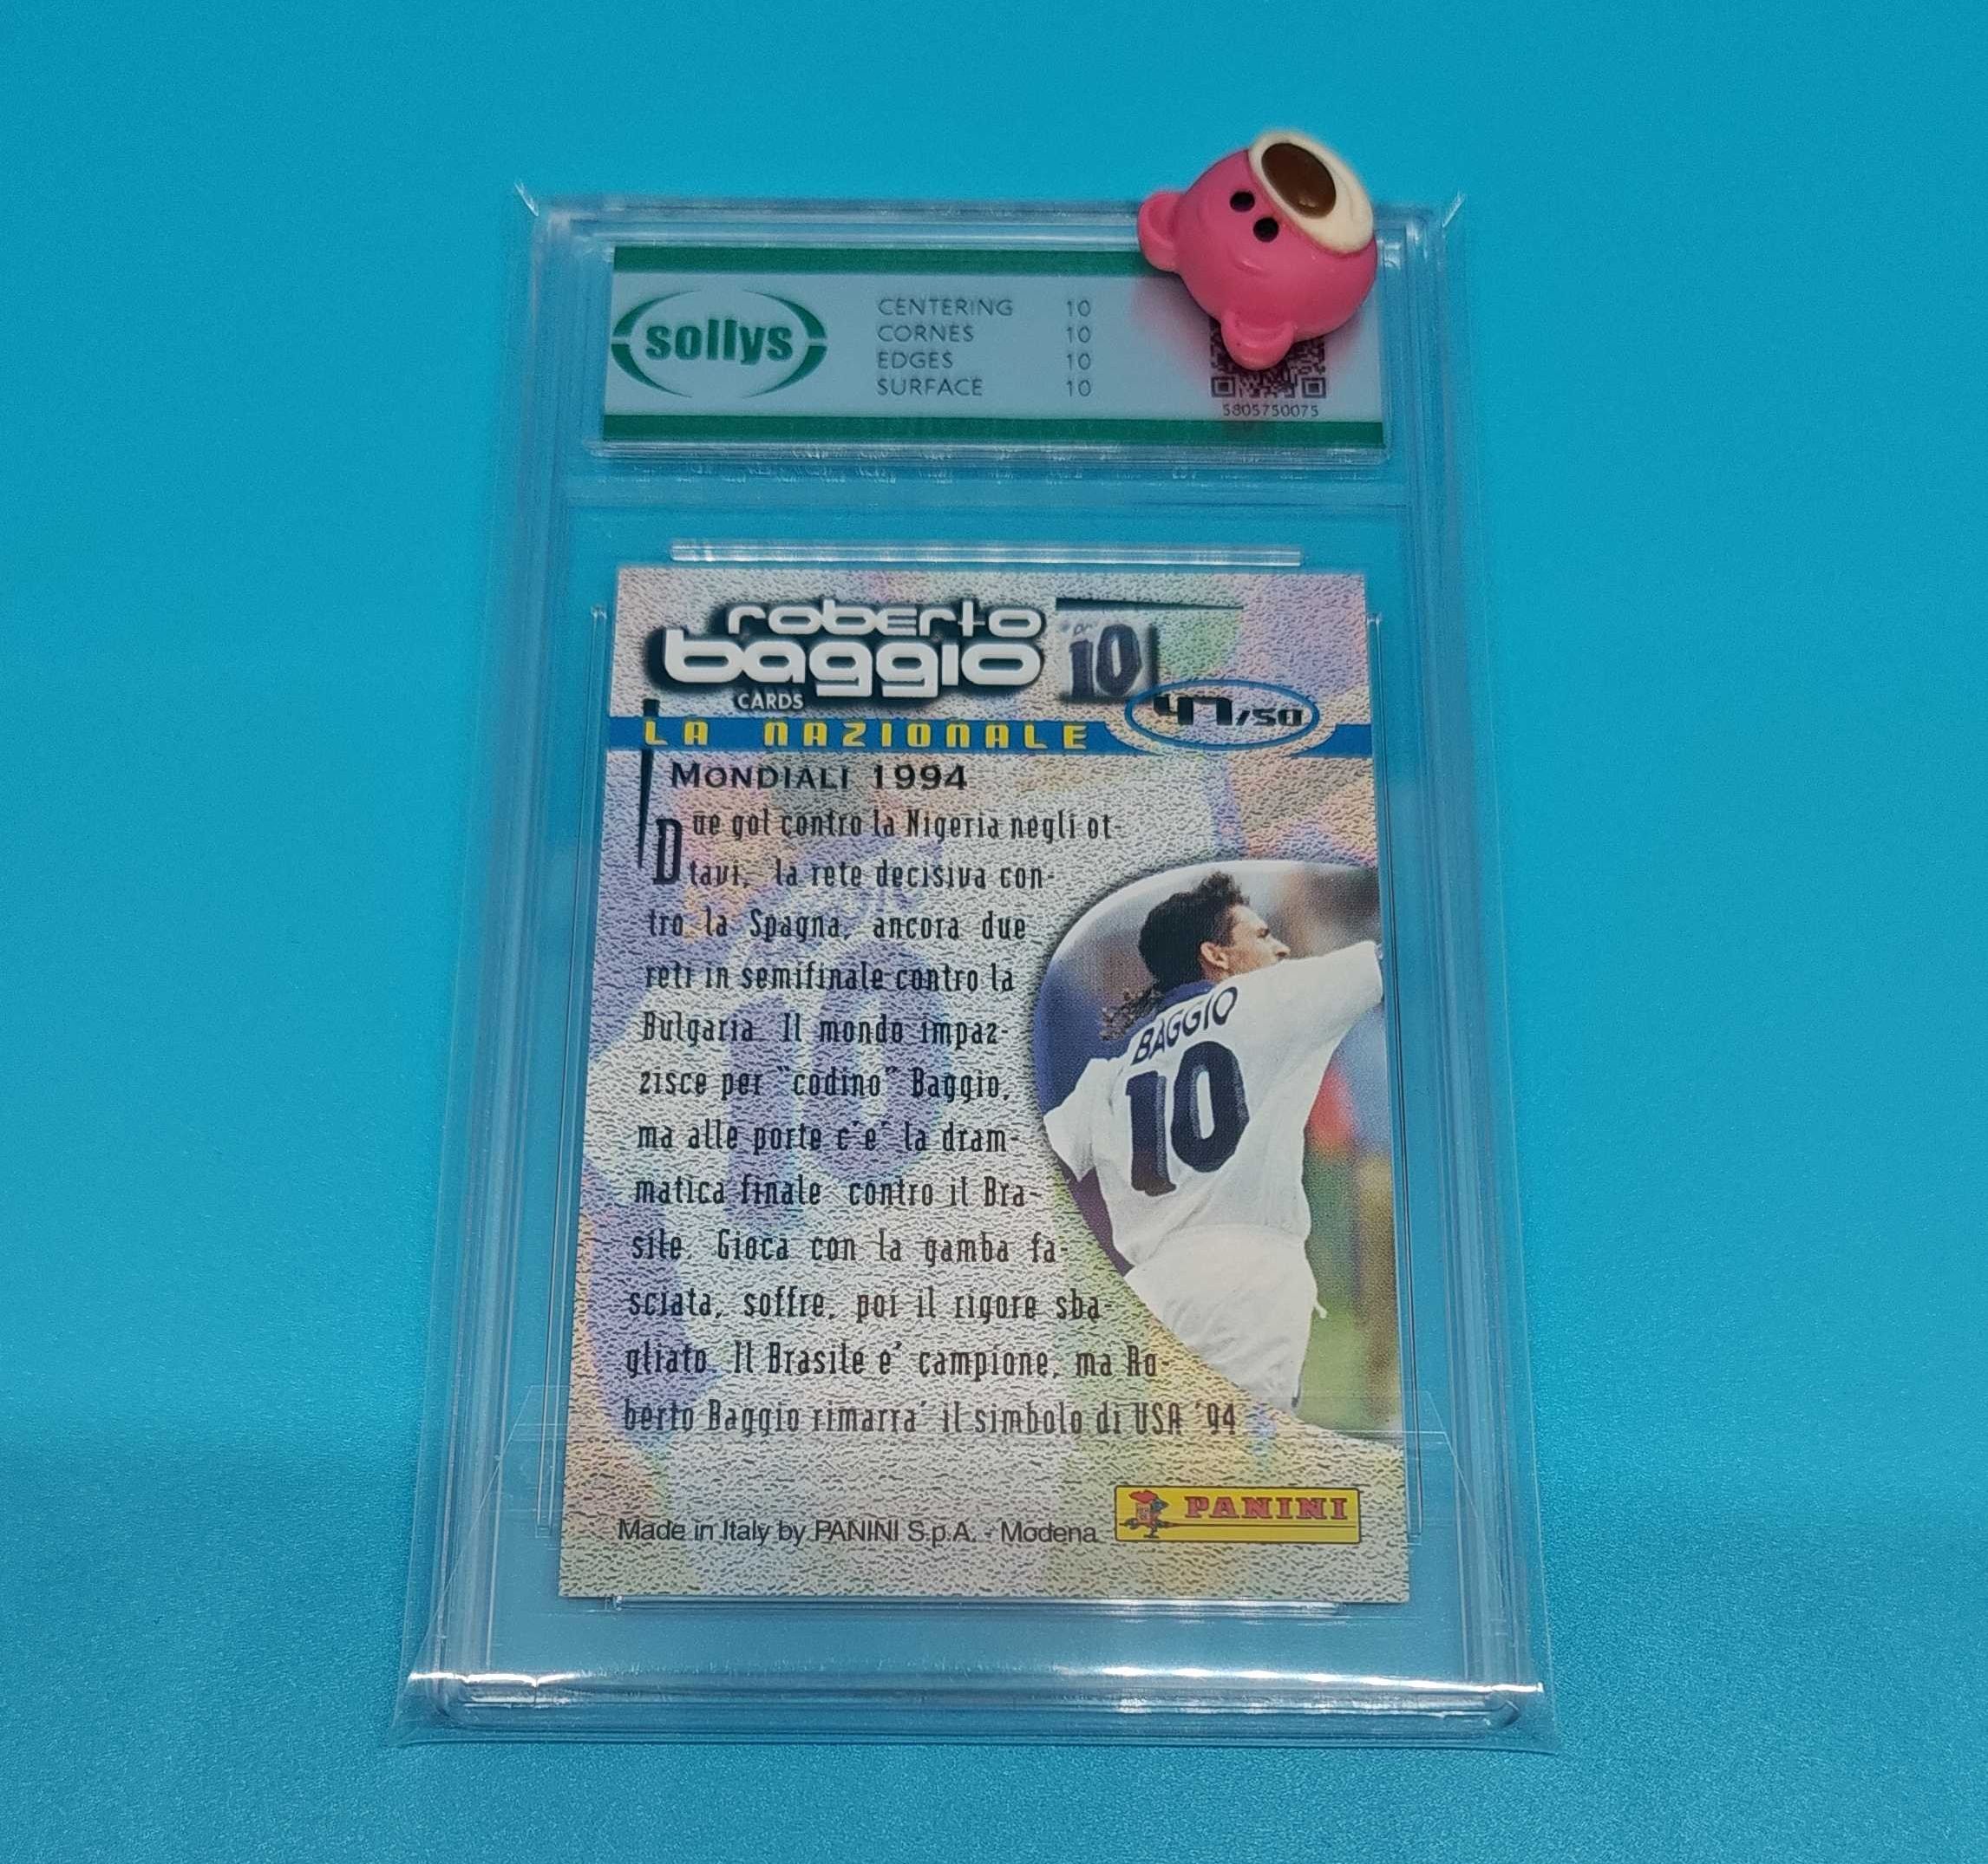 sollys
CENTERING 10
CORNES 10
EDGES 10
SURFACE 10
5805750075
roberto
baggio
CARDS
10
47/50
LA NAZIONALE
MONDIALI 1994
Due gol contro la Nigeria negli ot-
tavi, la rete decisiva con-
tro la Spagna, ancora due
reti in semifinale contro la
Bulgaria. Il mondo impaz-
zisce per "codino" Baggio,
ma alle porte c'e' la dram-
matica finale contro il Bra-
sile. Gioca con la gamba fa-
sciata, soffre, poi il rigore sba-
gliato. Il Brasile e' campione, ma Ro-
berto Baggio rimarra' il simbolo di USA '94
BAGGIO
10
10
Made in Italy by PANINI S.p.A. - Modena
PANINI